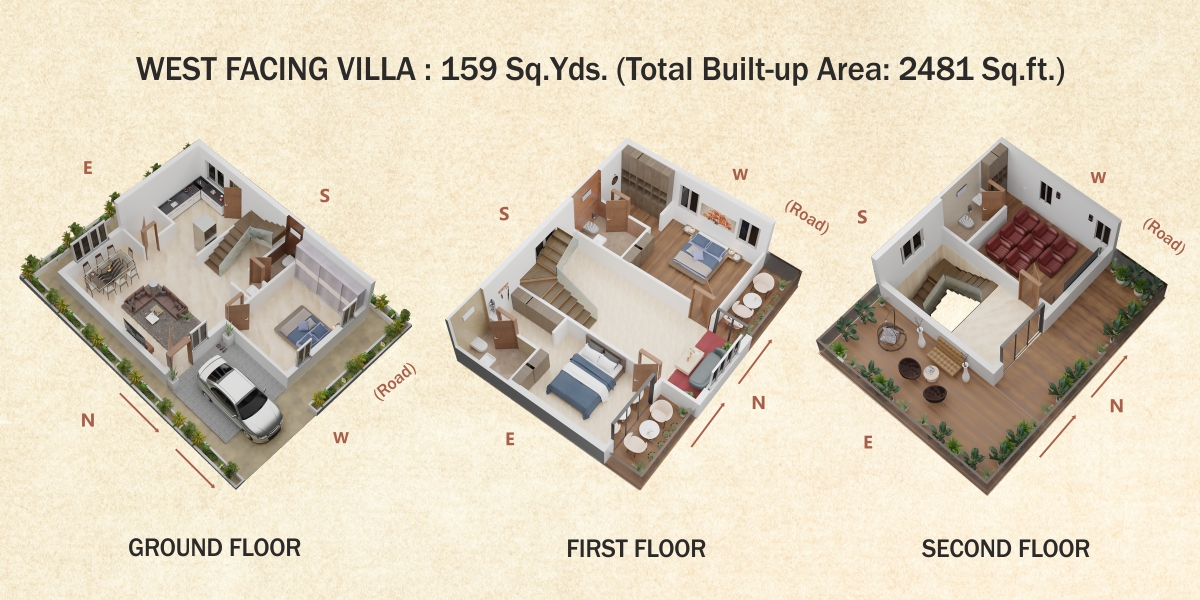 WEST FACING VILLA : 159 Sq.Yds. (Total Built-up Area: 2481 Sq.ft.)
E
S
N
W
(Road)
GROUND FLOOR
S
W
(Road)
E
N
FIRST FLOOR
S
W
(Road)
E
N
SECOND FLOOR